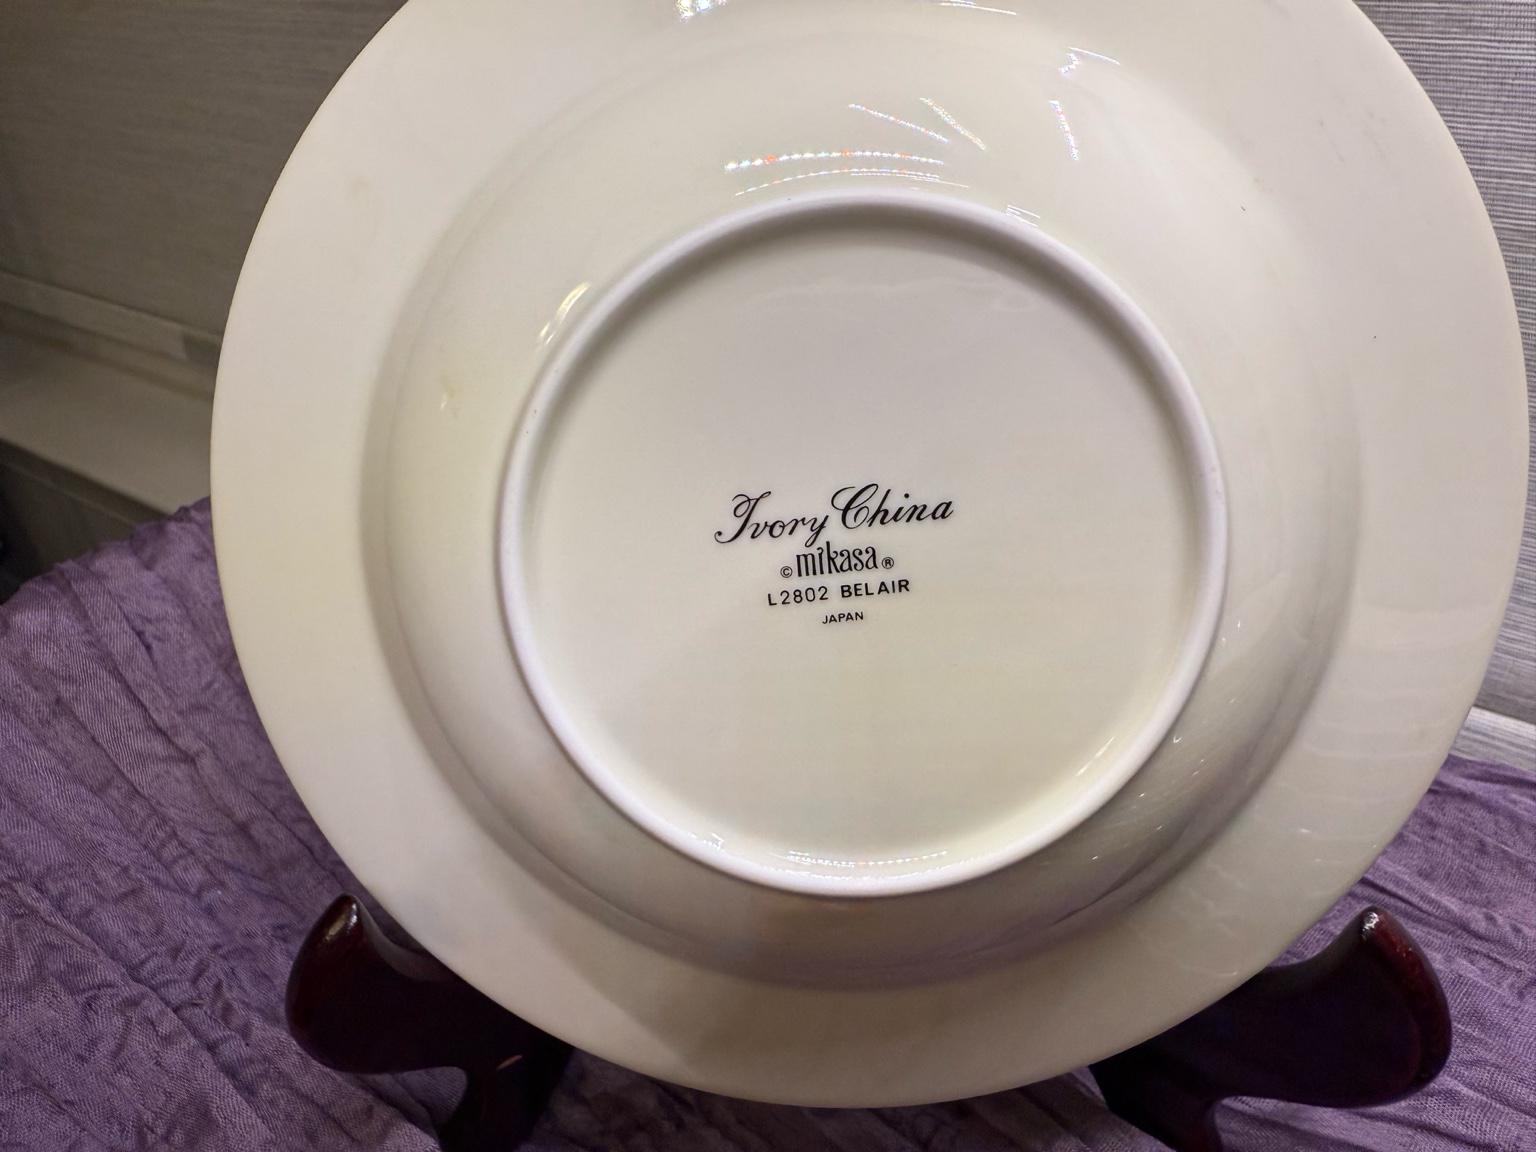 Ivory China
© mikasa ®
L2802 BELAIR
JAPAN